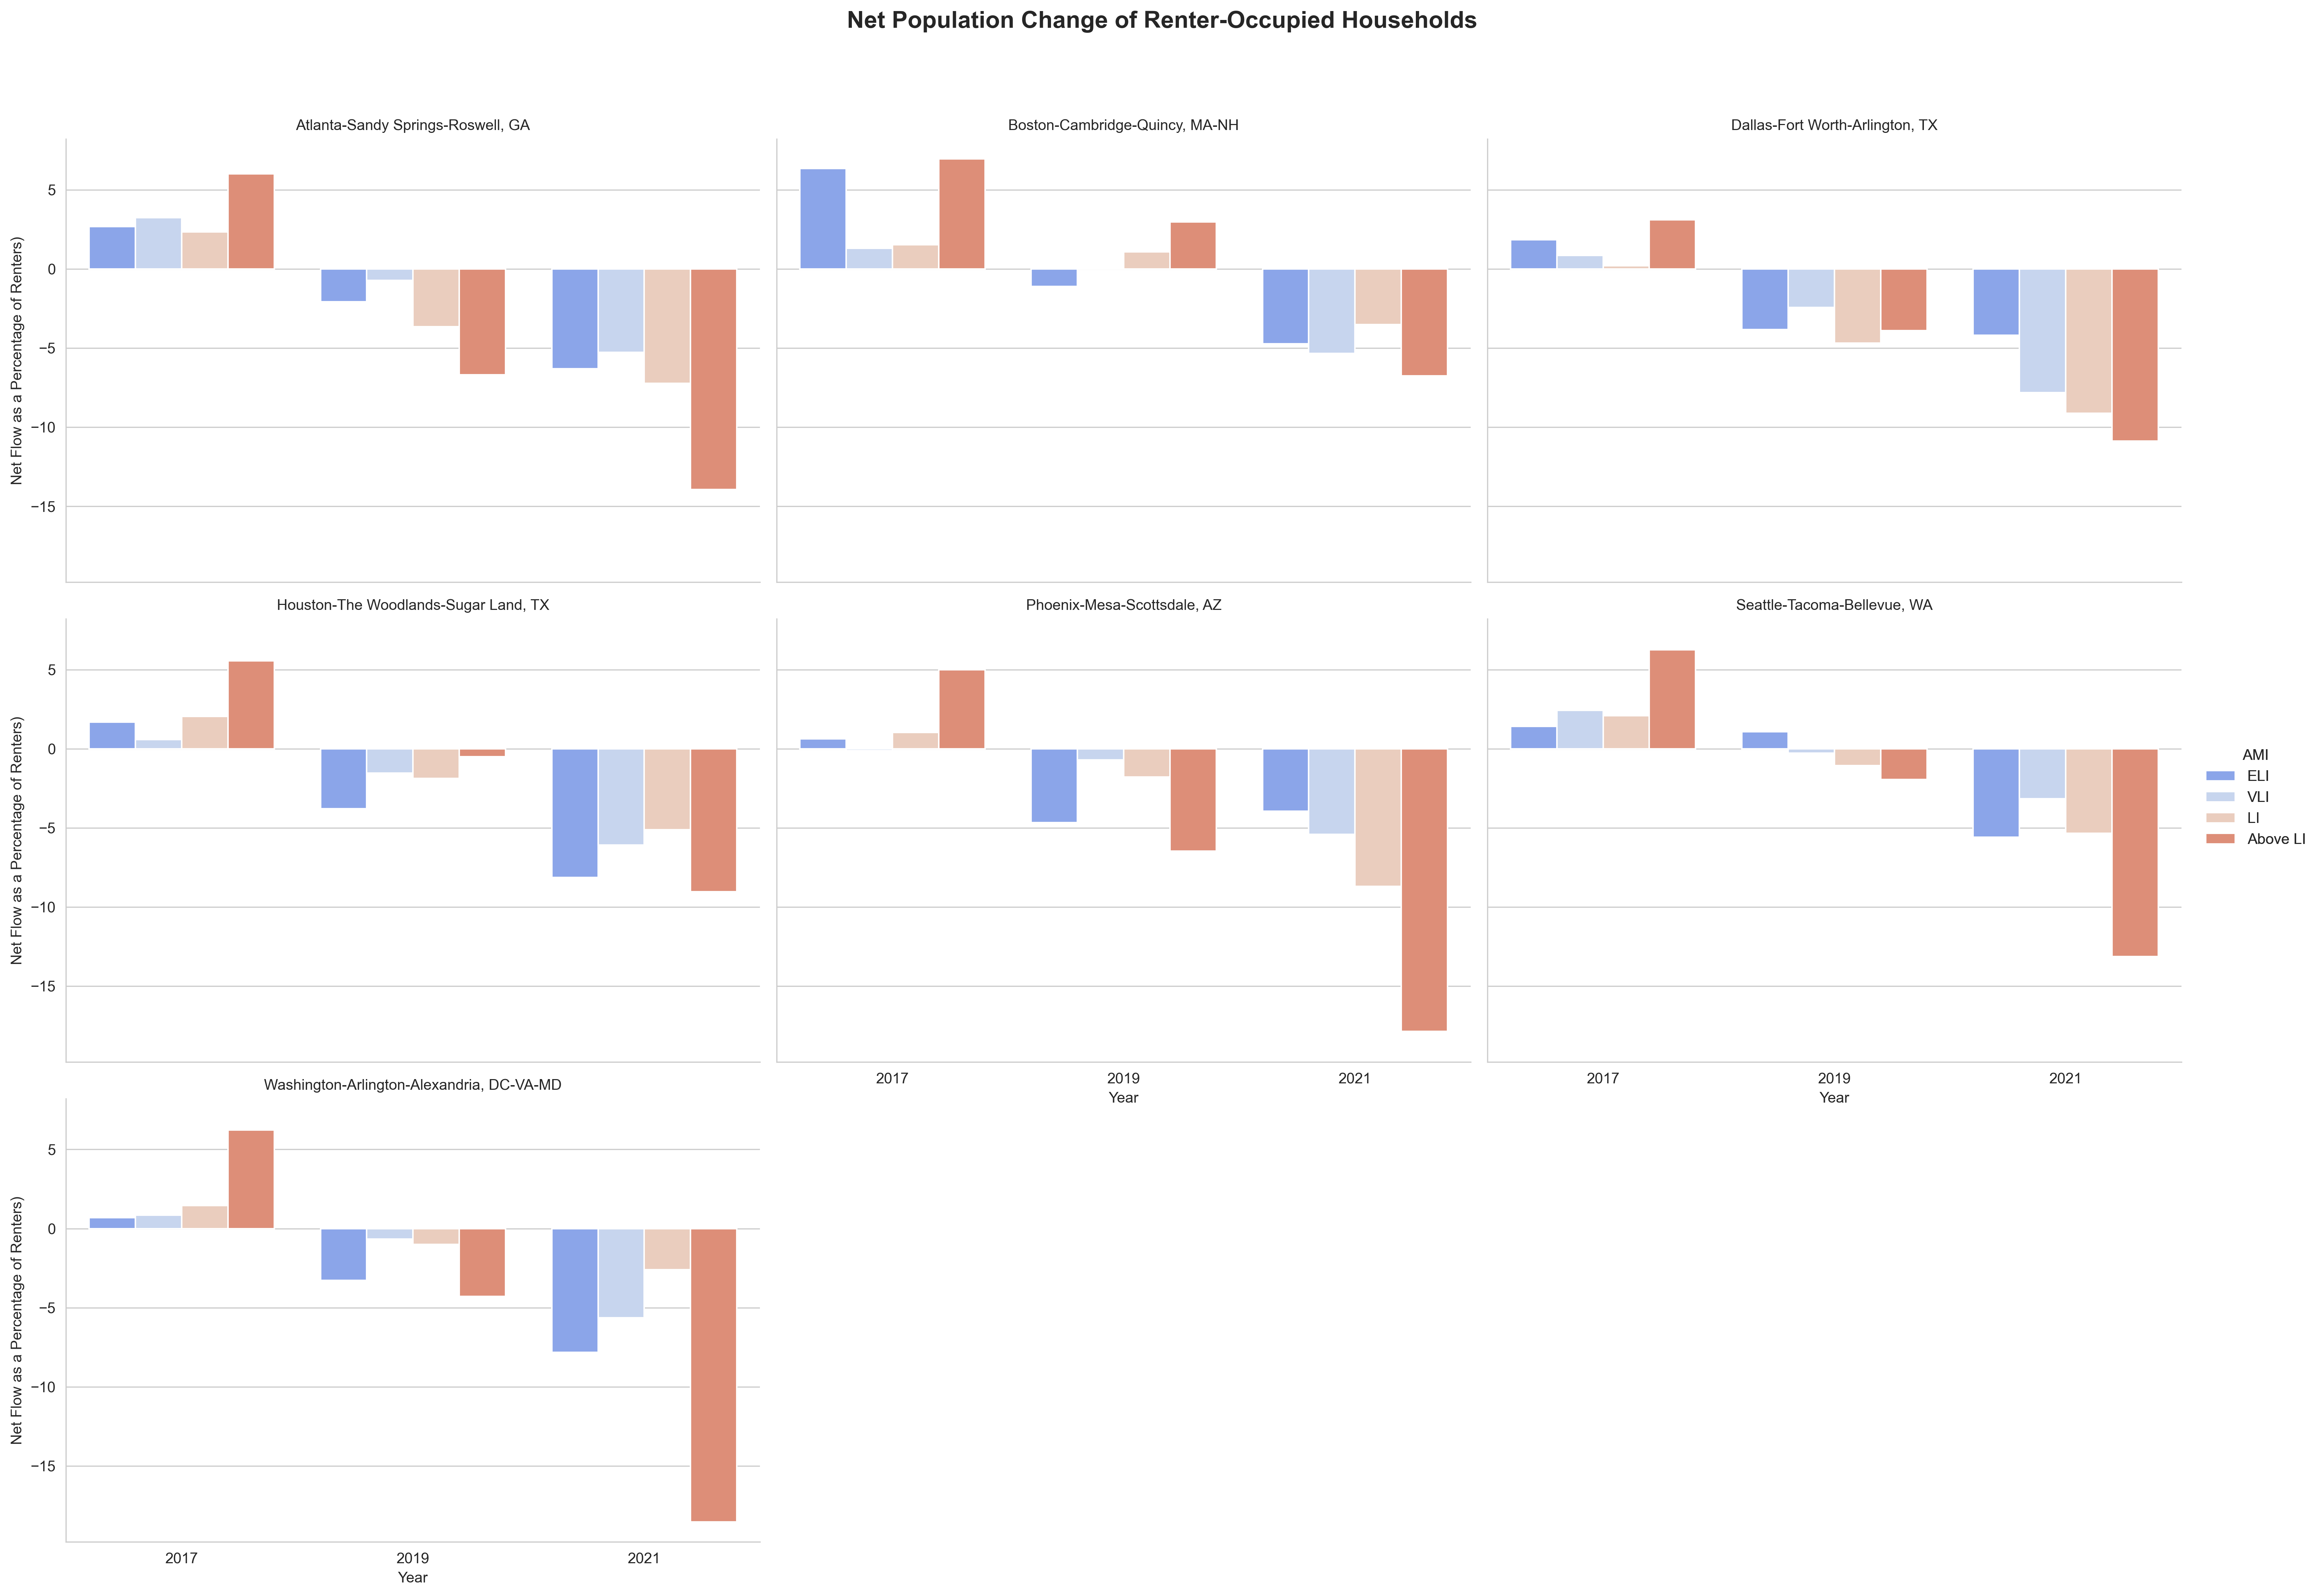 Net Population Change of Renter-Occupied Households
Atlanta-Sandy Springs-Roswell, GA
Boston-Cambridge-Quincy, MA-NH
Dallas-Fort Worth-Arlington, TX
Net Flow as a Percentage of Renters)
5
0
−5
−10
−15
Houston-The Woodlands-Sugar Land, TX
Phoenix-Mesa-Scottsdale, AZ
Seattle-Tacoma-Bellevue, WA
Net Flow as a Percentage of Renters)
5
0
−5
−10
−15
2017 2019 2021
Year
2017 2019 2021
Year
AMI
ELI
VLI
LI
Above LI
Washington-Arlington-Alexandria, DC-VA-MD
Net Flow as a Percentage of Renters)
5
0
−5
−10
−15
2017 2019 2021
Year